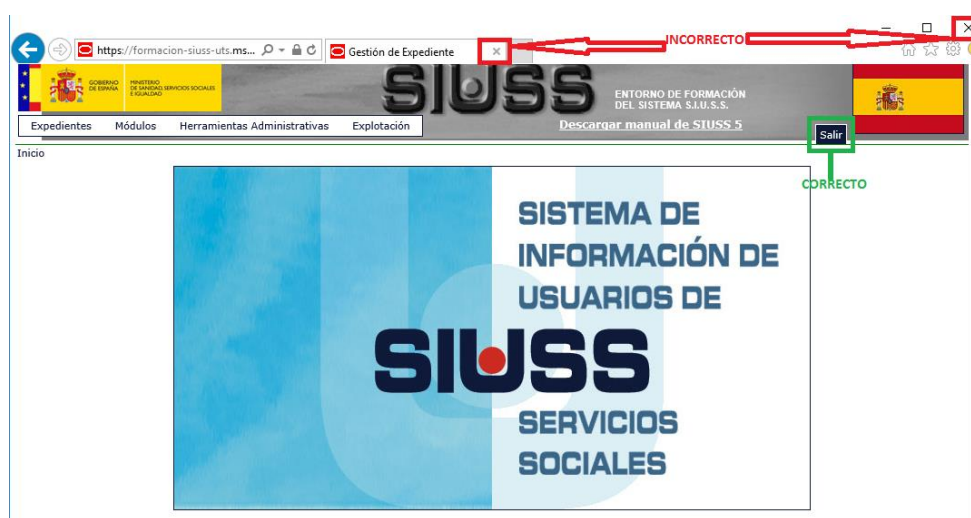 INCORRECTO
https://formacion-siuss-uts.ms...
Gestión de Expediente
GOBIERNO
DE ESPAÑA
MINISTERIO
DE SANIDAD, SERVICIOS SOCIALES
E IGUALDAD
SIUSS
ENTORNO DE FORMACIÓN
DEL SISTEMA S.I.U.S.S.
Expedientes Módulos Herramientas Administrativas Explotación
Descargar manual de SIUSS 5
Salir
Inicio
CORRECTO
SISTEMA DE
INFORMACIÓN DE
USUARIOS DE
SIUSS
SERVICIOS
SOCIALES